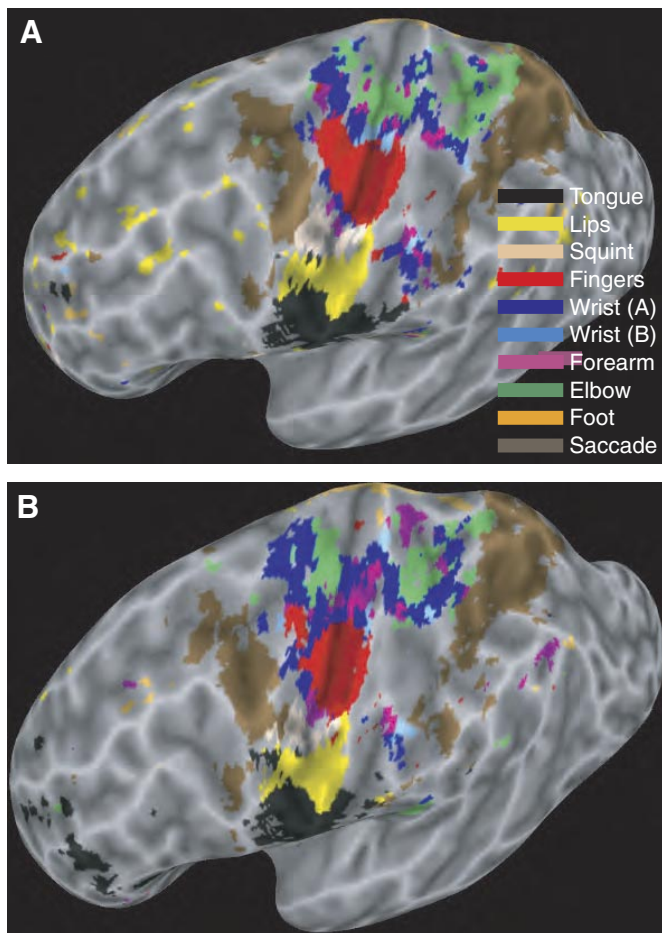 A
Tongue
Lips
Squint
Fingers
Wrist (A)
Wrist (B)
Forearm
Elbow
Foot
Saccade
B